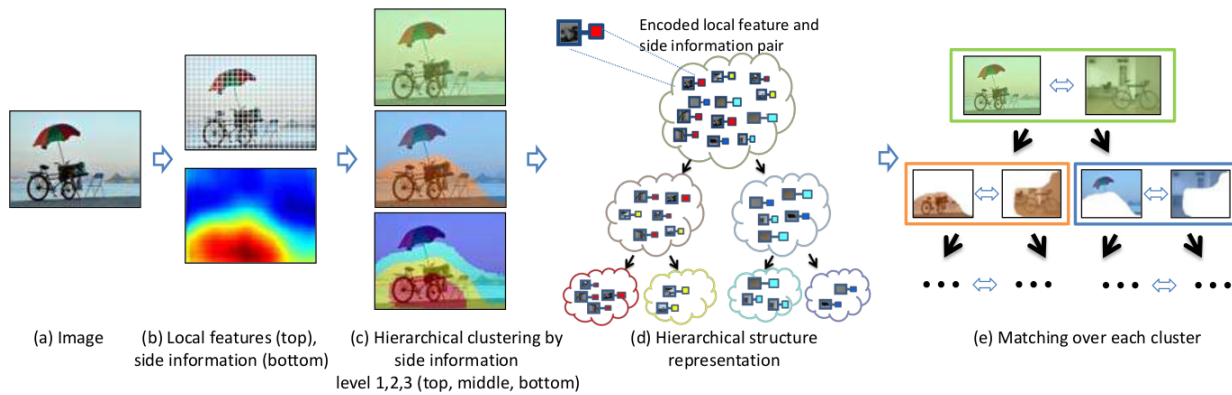 Encoded local feature and
side information pair
(a) Image
(b) Local features (top),
side information (bottom)
(c) Hierarchical clustering by
side information
level 1,2,3 (top, middle, bottom)
(d) Hierarchical structure
representation
(e) Matching over each cluster